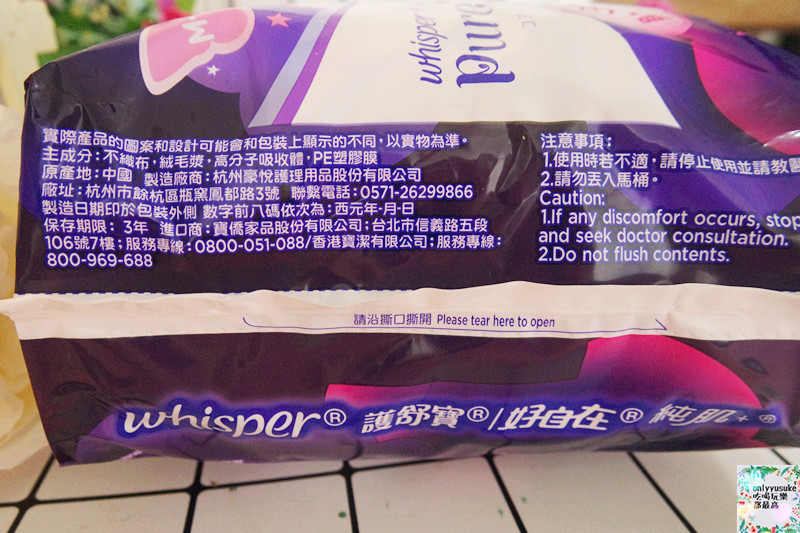 whisper
pure
實際產品的圖案和設計可能會和包裝上顯示的不同，以實物為準。
主成分：不織布，絨毛漿，高分子吸收體，PE塑膠膜
原產地：中國 製造廠商：杭州豪悅護理用品股份有限公司
廠址：杭州市餘杭區瓶窯鳳都路3號 聯繫電話：0571-26299866
製造日期印於包裝外側 數字前八碼依次為：西元年-月-日
保存期限：3年 進口商：寶僑家品股份有限公司；台北市信義路五段
106號7樓；服務專線：0800-051-088/香港寶潔有限公司；服務專線：
800-969-688
注意事項：
1.使用時若不適，請停止使用並請教醫
2.請勿丟入馬桶。
Caution:
1.If any discomfort occurs, stop
and seek doctor consultation.
2.Do not flush contents.
請沿撕口撕開 Please tear here to open
whisper® 護舒寶®/好自在® 純肌+®
onlyyusuke
吃喝玩樂
都最高